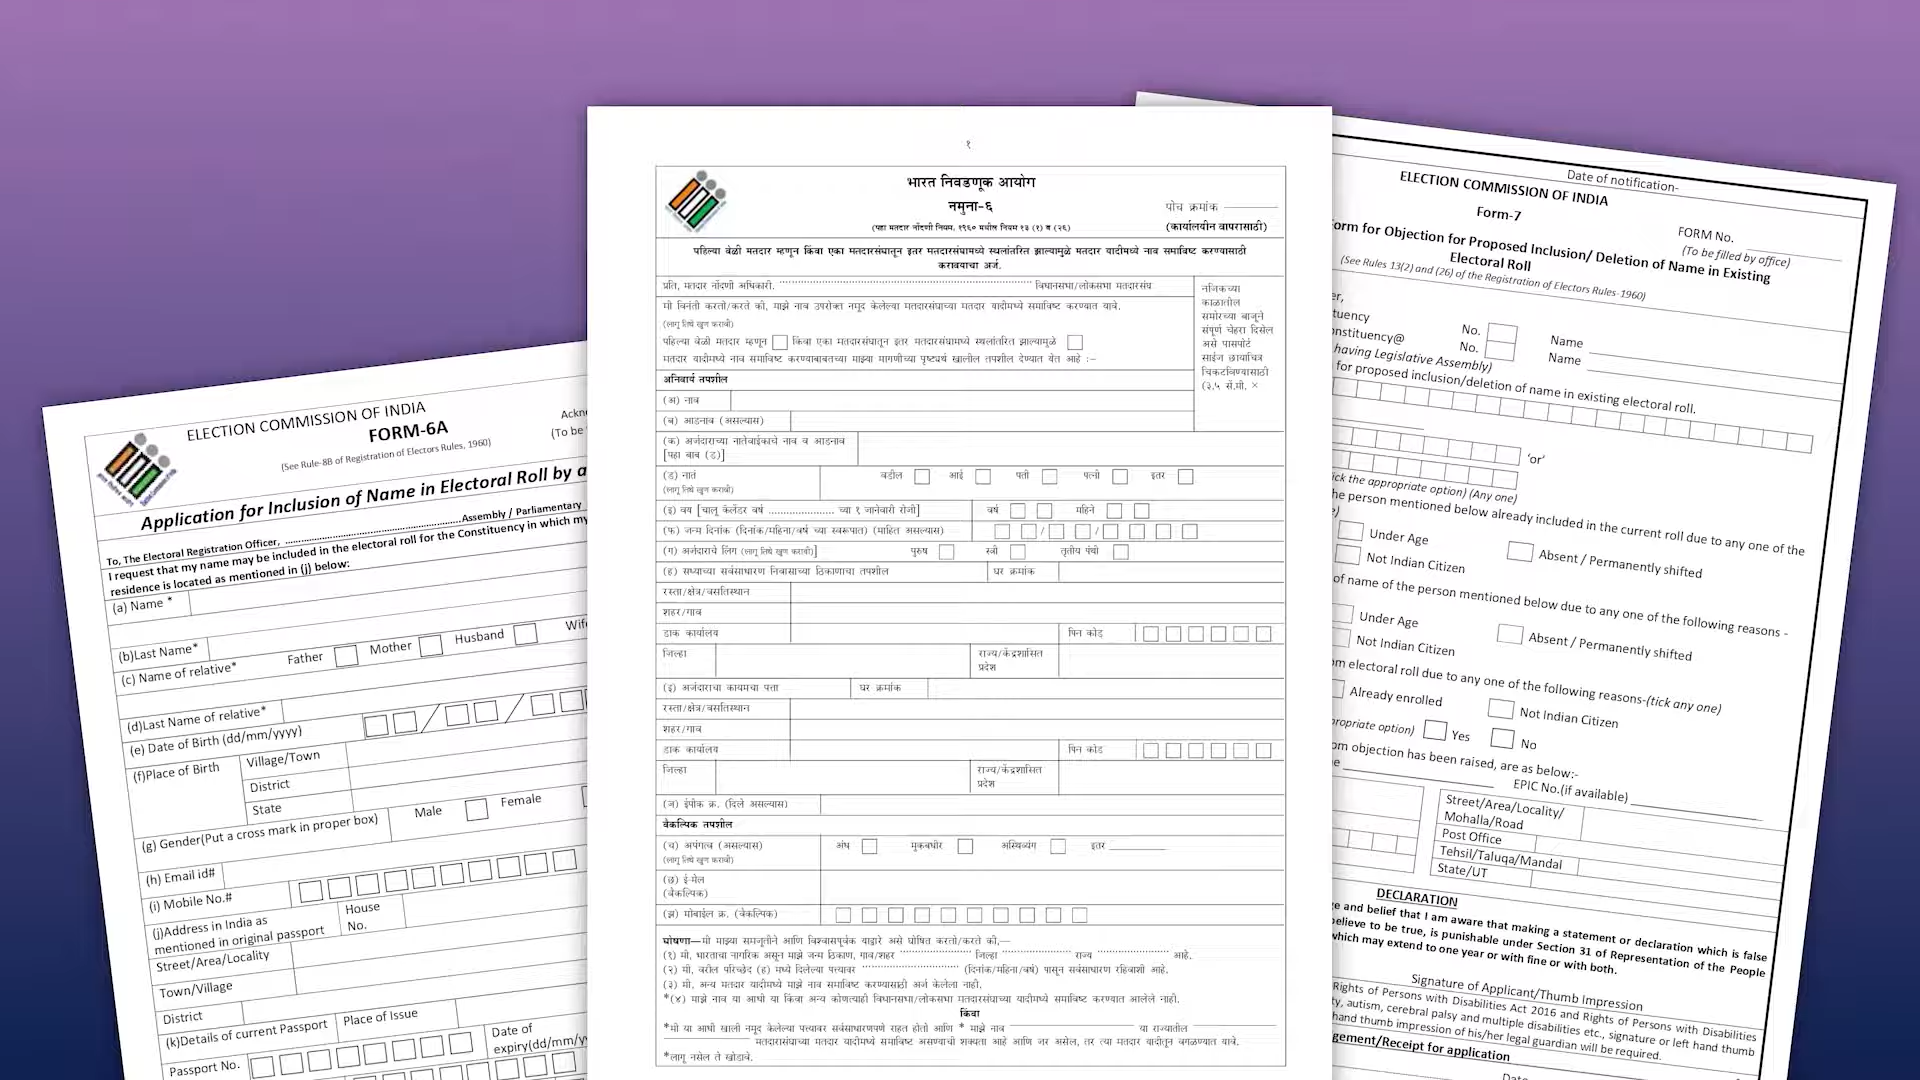 ELECTION COMMISSION OF INDIA
FORM-6A
(See Rule-8B of Registration of Electors Rules, 1960)
Ackn
(To be
Application for Inclusion of Name in Electoral Roll by a
To, The Electoral Registration Officer, Assembly / Parliamentary
I request that my name may be included in the electoral roll for the Constituency in which my
residence is located as mentioned in (j) below:
(a) Name *
(b)Last Name*
(c) Name of relative* Father Mother Husband Wife
(d)Last Name of relative*
(e) Date of Birth (dd/mm/yyyy)
(f)Place of Birth Village/Town
District
State
(g) Gender(Put a cross mark in proper box) Male Female
(h) Email id#
(i) Mobile No.#
(j)Address in India as
mentioned in original passport
House
No.
Street/Area/Locality
Town/Village
District
(k)Details of current Passport Place of Issue
Passport No.
Date of
expiry(dd/mm/y
१
भारत निवडणूक आयोग
नमुना-६
(पहा मतदार नोंदणी नियम, १९६० मधील नियम १३ (१) व (२६)
पोच क्रमांक
(कार्यालयीन वापरासाठी)
पहिल्या वेळी मतदार म्हणून किंवा एका मतदारसंघातून इतर मतदारसंघामध्ये स्थलांतरित झाल्यामुळे मतदार यादीमध्ये नाव समाविष्ट करण्यासाठी
करावयाचा अर्ज.
प्रति, मतदार नोंदणी अधिकारी. विधानसभा/लोकसभा मतदारसंघ
मी विनंती करतो/करते की, माझे नाव उपरोक्त नमूद केलेल्या मतदारसंघाच्या मतदार यादीमध्ये समाविष्ट करण्यात यावे.
(लागू तिथे खुण करावी)
पहिल्या वेळी मतदार म्हणून किंवा एका मतदारसंघातून इतर मतदारसंघामध्ये स्थलांतरित झाल्यामुळे
मतदार यादीमध्ये नाव समाविष्ट करण्याबाबतच्या माझ्या मागणीच्या पृष्ट्यर्थ खालील तपशील देण्यात येत आहे :–
नजिकच्या
काळातील
समोरच्या बाजूने
संपूर्ण चेहरा दिसेल
असे पासपोर्ट
साईज छायाचित्र
चिकटविण्यासाठी
(३.५ सें.मी. ×
अनिवार्य तपशील
(अ) नाव
(ब) आडनाव (असल्यास)
(क) अर्जदाराच्या नातेवाईकाचे नाव व आडनाव
[पहा बाब (ड)]
(ड) नातं वडील आई पती पत्नी इतर
(लागू तिथे खुण करावी)
(इ) वय [चालू कॅलेंडर वर्ष च्या १ जानेवारी रोजी] वर्ष महिने
(फ) जन्म दिनांक (दिनांक/महिना/वर्ष च्या स्वरूपात) (माहित असल्यास) / /
(ग) अर्जदाराचे लिंग (लागू तिथे खुण करावी] पुरुष स्त्री तृतीय पंथी
(ह) सध्याच्या सर्वसाधारण निवासाच्या ठिकाणाचा तपशील घर क्रमांक
रस्ता/क्षेत्र/वसतिस्थान
शहर/गाव
डाक कार्यालय पिन कोड
जिल्हा राज्य/केंद्रशासित
प्रदेश
(इ) अर्जदाराचा कायमचा पत्ता घर क्रमांक
रस्ता/क्षेत्र/वसतिस्थान
शहर/गाव
डाक कार्यालय पिन कोड
जिल्हा राज्य/केंद्रशासित
प्रदेश
(ज) ईपीक क्र. (दिले असल्यास)
वैकल्पिक तपशील
(च) अपंगत्व (असल्यास) अंध मुकबधीर अस्थिव्यंग इतर
(लागू तिथे खुण करावी)
(छ) ई-मेल
(वैकल्पिक)
(झ) मोबाईल क्र. (वैकल्पिक)
घोषणा—मी माझ्या समजूतीने आणि विश्वासपूर्वक याद्वारे असे घोषित करतो/करते की,—
(१) मी, भारताचा नागरिक असून माझे जन्म ठिकाण, गाव/शहर जिल्हा राज्य आहे.
(२) मी, वरील परिच्छेद (ह) मध्ये दिलेल्या पत्त्यावर (दिनांक/महिना/वर्ष) पासून सर्वसाधारण रहिवाशी आहे.
(३) मी, अन्य मतदार यादीमध्ये माझे नाव समाविष्ट करण्यासाठी अर्ज केलेला नाही.
*(४) माझे नाव या आधी या किंवा अन्य कोणत्याही विधानसभा/लोकसभा मतदारसंघाच्या यादीमध्ये समाविष्ट करण्यात आलेले नाही.
किंवा
*मी या आधी खाली नमूद केलेल्या पत्त्यावर सर्वसाधारणपणे राहत होतो आणि * माझे नाव या राज्यातील
मतदारसंघाच्या मतदार यादीमध्ये समाविष्ट असण्याची शक्यता आहे आणि जर असेल, तर त्या मतदार यादीतून वगळण्यात यावे.
*लागू नसेल ते खोडावे.
Date of notification-
ELECTION COMMISSION OF INDIA
Form-7
FORM No.
(To be filled by office)
orm for Objection for Proposed Inclusion/ Deletion of Name in Existing
Electoral Roll
(See Rules 13(2) and (26) of the Registration of Electors Rules-1960)
er,
tuency No. Name
onstituency@ No. Name
having Legislative Assembly)
for proposed inclusion/deletion of name in existing electoral roll.
'or'
ick the appropriate option) (Any one)
he person mentioned below already included in the current roll due to any one of the
Under Age Absent / Permanently shifted
Not Indian Citizen
of name of the person mentioned below due to any one of the following reasons -
Under Age Absent / Permanently shifted
Not Indian Citizen
om electoral roll due to any one of the following reasons-(tick any one)
Already enrolled Not Indian Citizen
propriate option) Yes No
om objection has been raised, are as below:-
EPIC No.(if available)
Street/Area/Locality/
Mohalla/Road
Post Office
Tehsil/Taluqa/Mandal
State/UT
DECLARATION
ge and belief that I am aware that making a statement or declaration which is false
believe to be true, is punishable under Section 31 of Representation of the People
which may extend to one year or with fine or with both.
Signature of Applicant/Thumb Impression
Rights of Persons with Disabilities Act 2016 and Rights of Persons with Disabilities
ty, autism, cerebral palsy and multiple disabilities etc., signature or left hand thumb
hand thumb impression of his/her legal guardian will be required.
gement/Receipt for application
Date